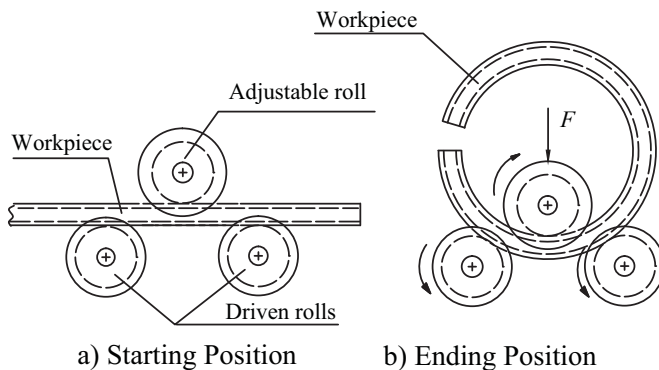 Workpiece
Adjustable roll
F
Workpiece
Driven rolls
a) Starting Position
b) Ending Position